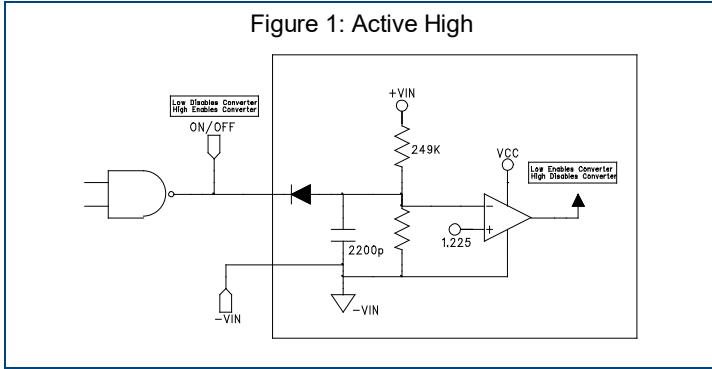 Figure 1: Active High
Low Disables Converter
High Enables Converter
ON/OFF
+VIN
249K
VCC
Low Enables Converter
High Disables Converter
−
+
1.225
2200p
-VIN
-VIN